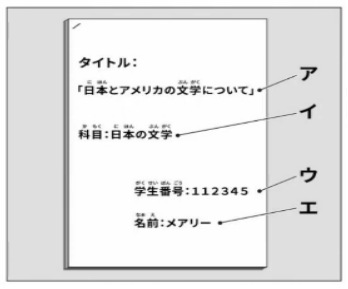 タイトル：
「日本とアメリカの文学について」
科目：日本の文学
学生番号：112345
名前：メアリー
ア
イ
ウ
エ